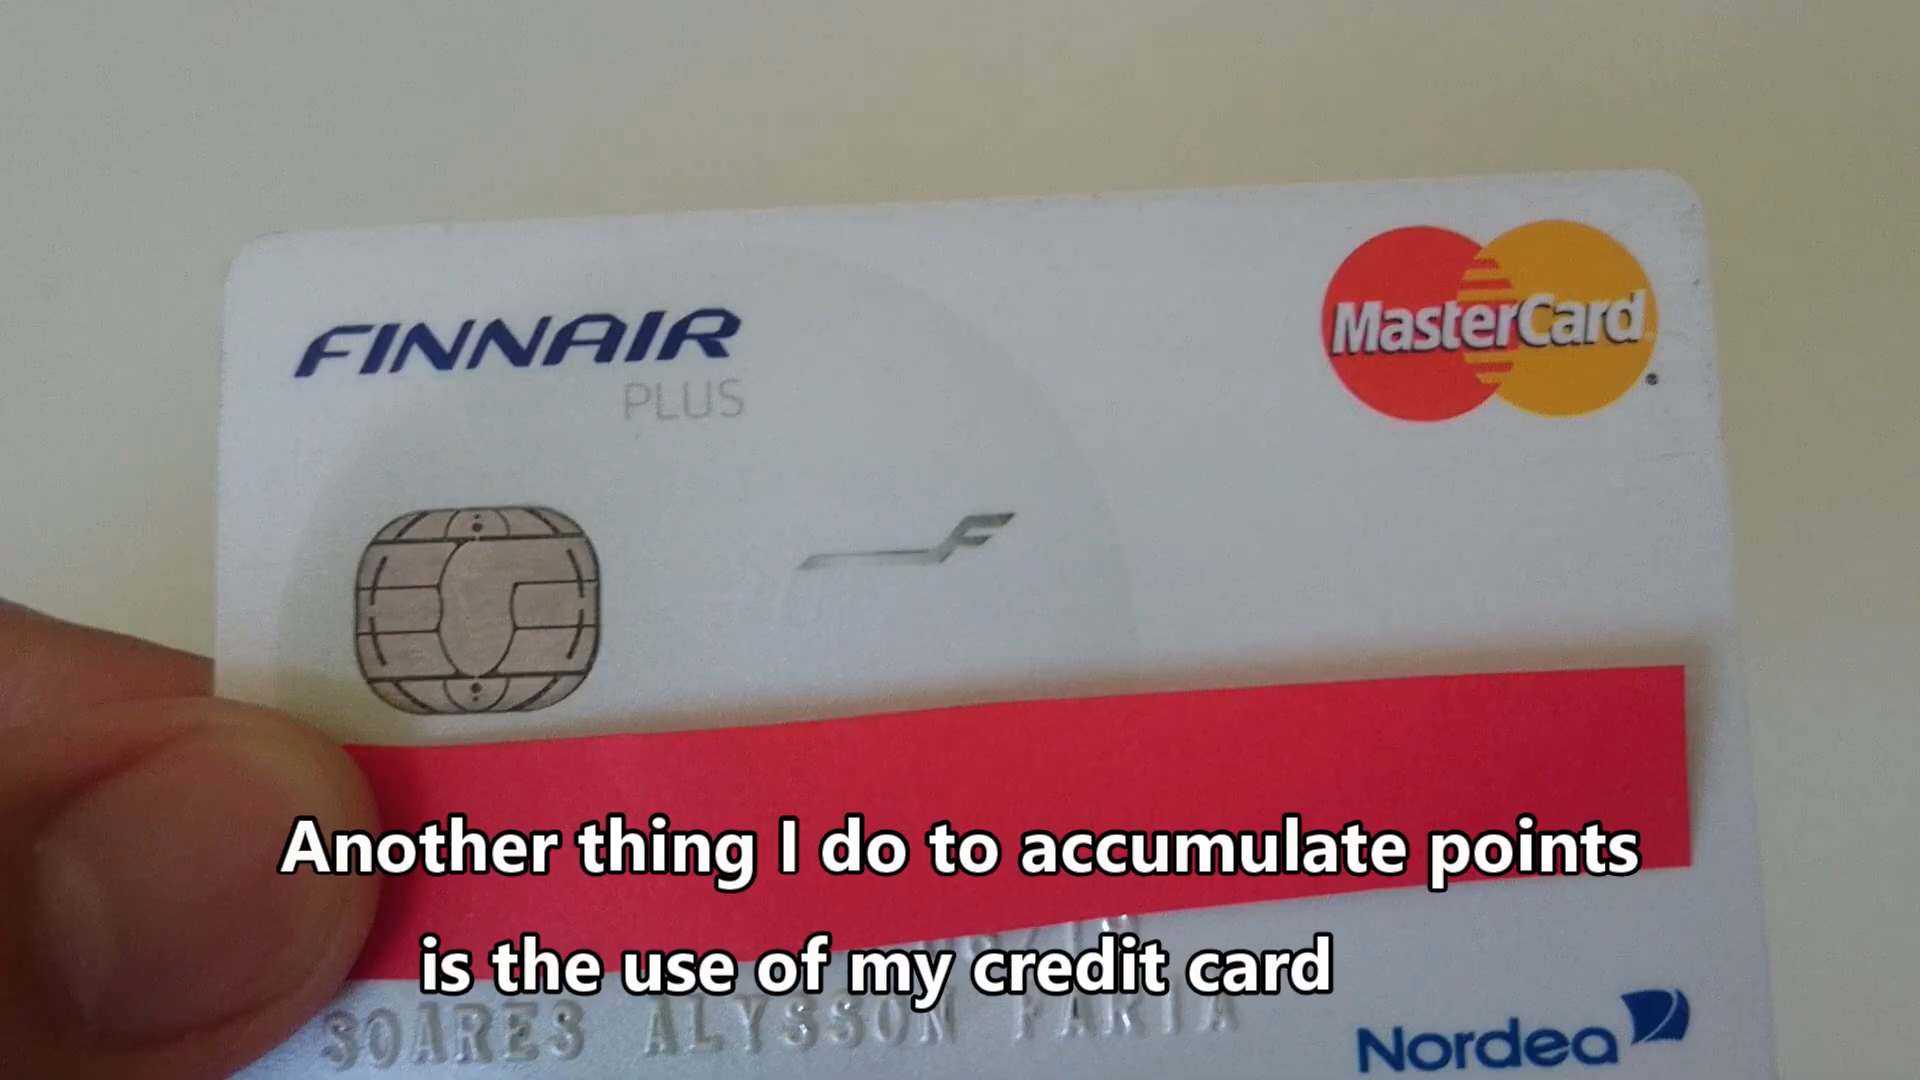 FINNAIR
PLUS
MasterCard
Another thing I do to accumulate points
is the use of my credit card
SOARES ALYSSON FARIA
Nordea